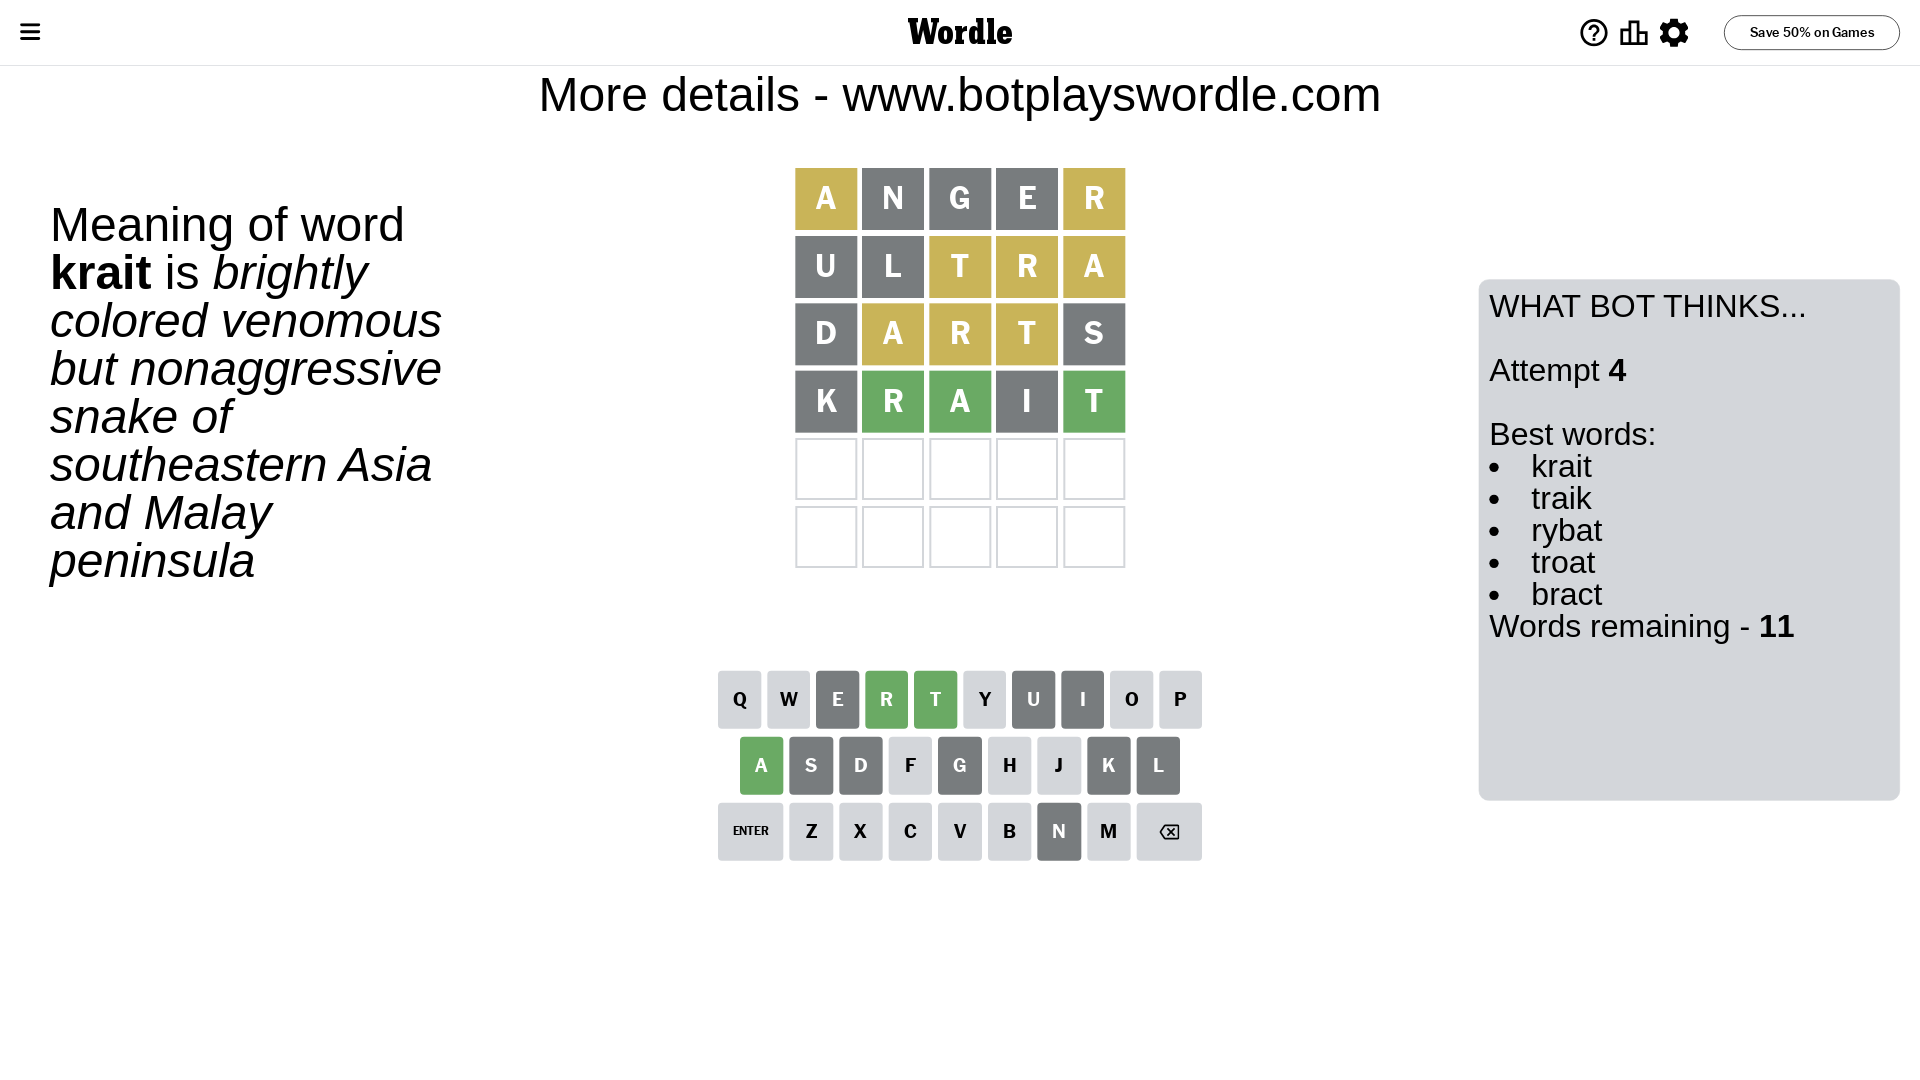 Wordle
Save 50% on Games
More details - www.botplayswordle.com
Meaning of word
krait is brightly
colored venomous
but nonaggressive
snake of
southeastern Asia
and Malay
peninsula
A N G E R
U L T R A
D A R T S
K R A I T
WHAT BOT THINKS...
Attempt 4
Best words:
• krait
• traik
• rybat
• troat
• bract
Words remaining - 11
Q W E R T Y U I O P
A S D F G H J K L
ENTER Z X C V B N M